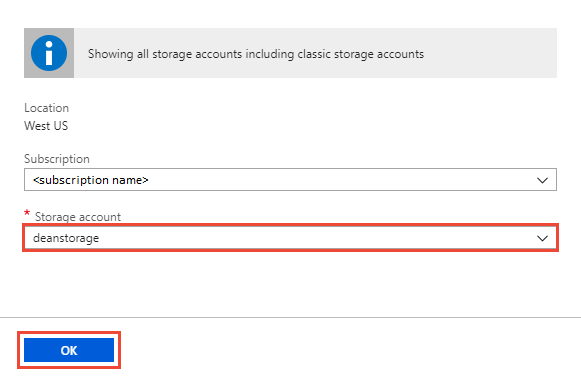 Showing all storage accounts including classic storage accounts
Location
West US
Subscription
<subscription name>
* Storage account
deanstorage
OK